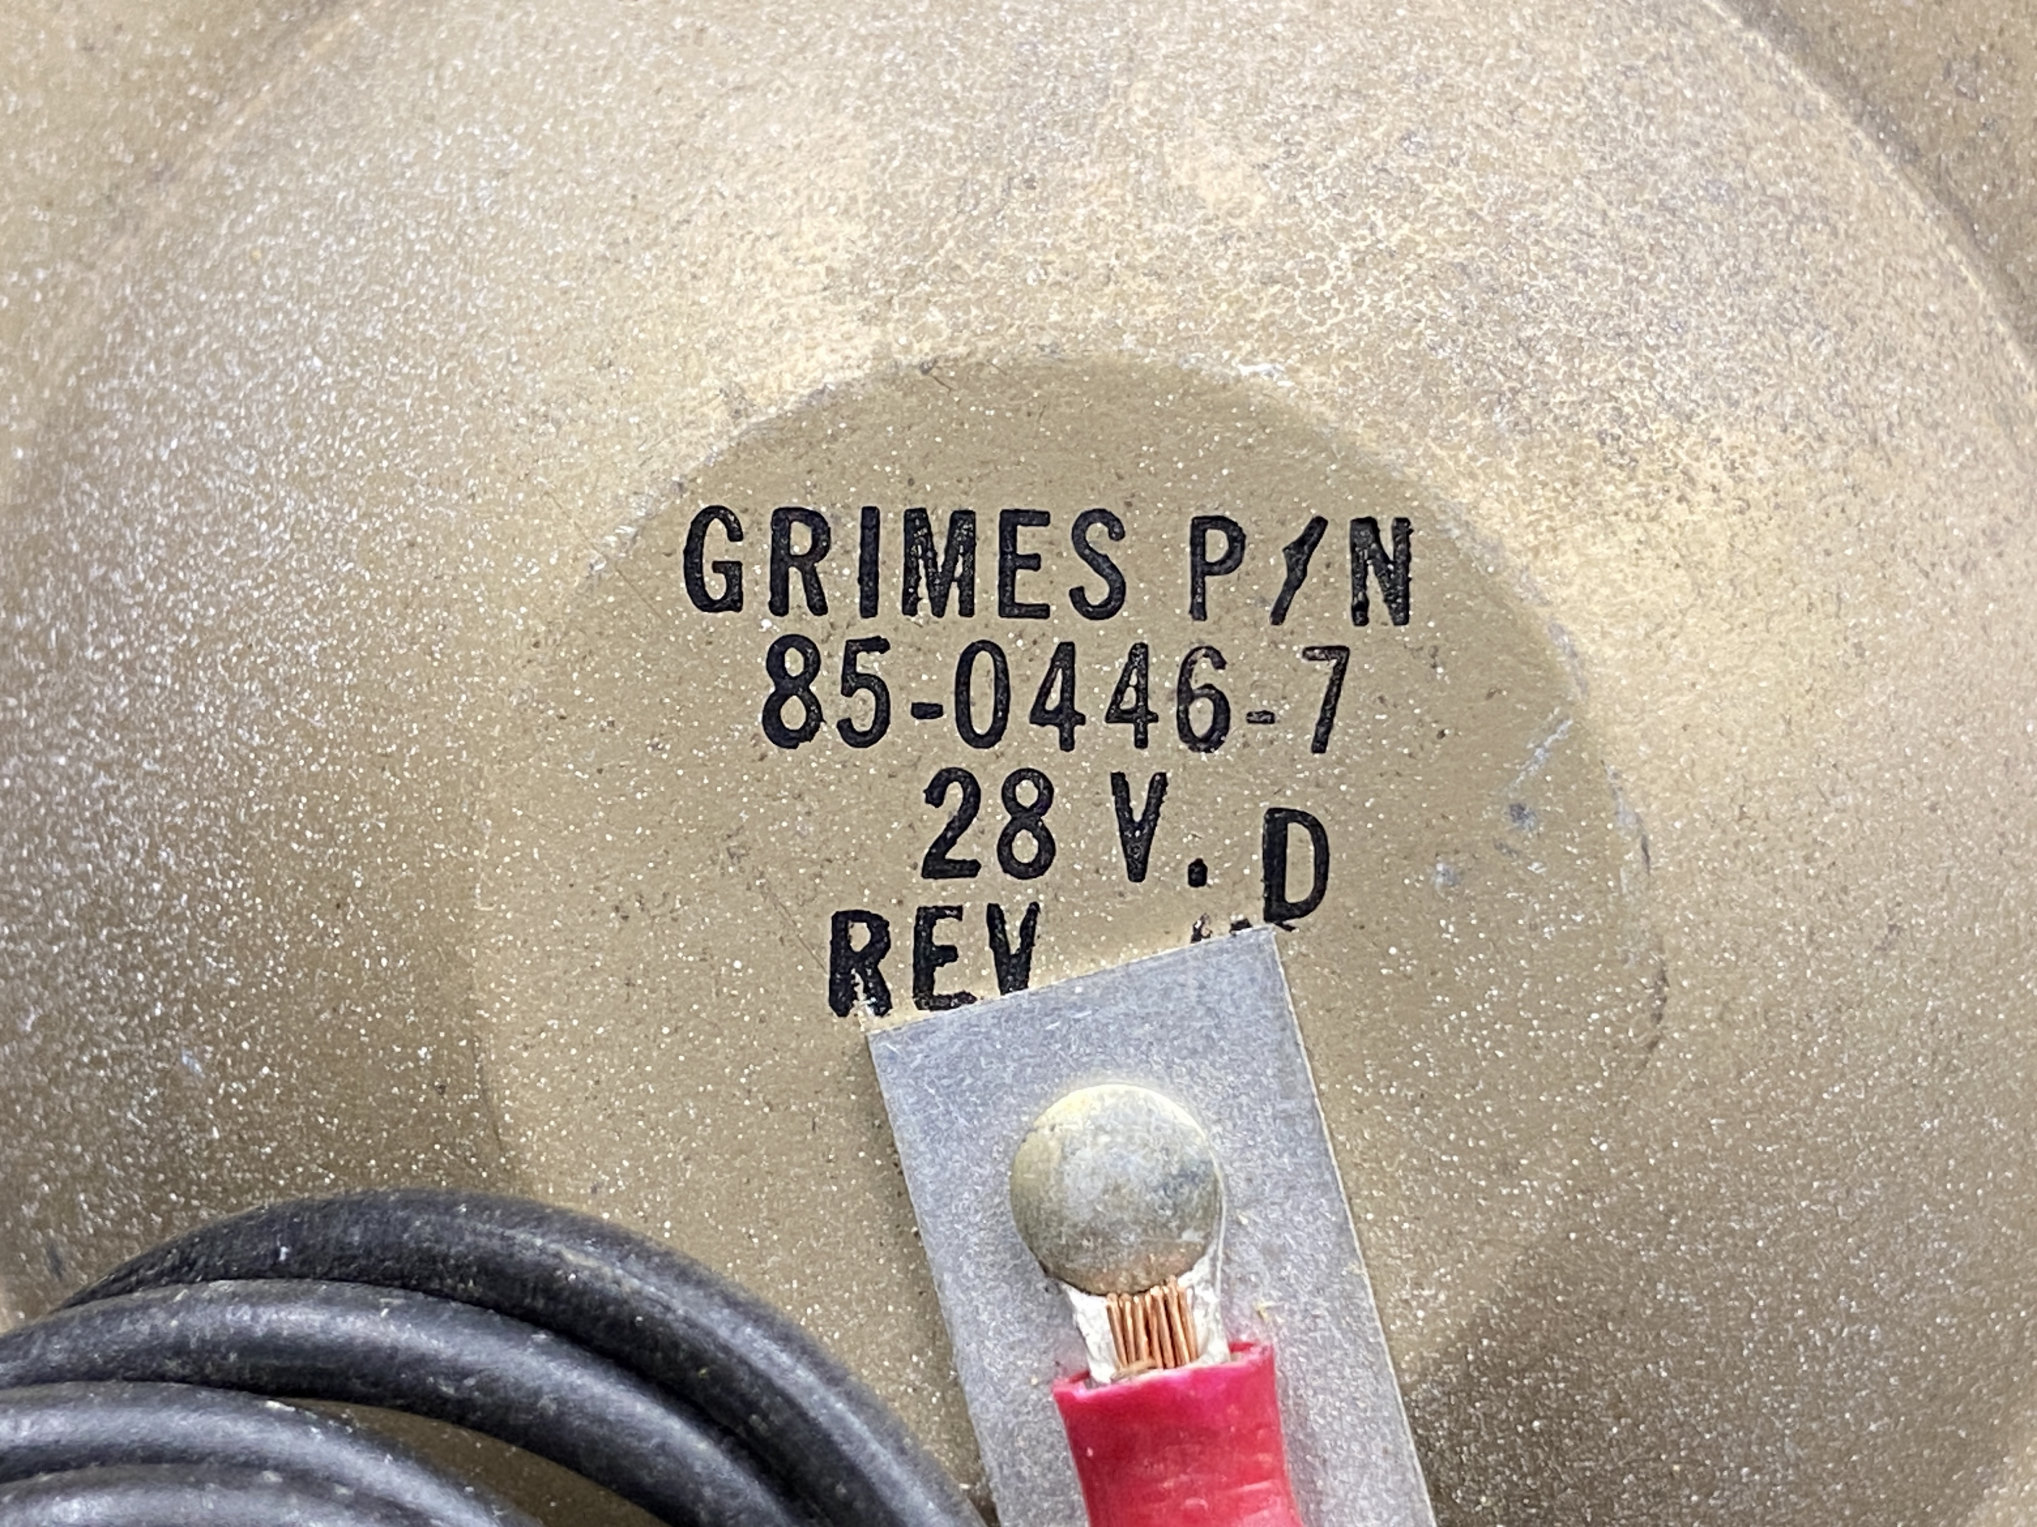 GRIMES P/N
85-0446-7
28 V. D
REV